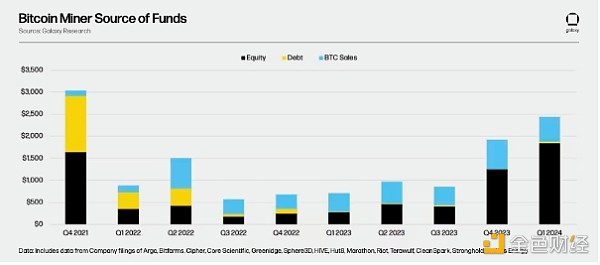 Bitcoin Miner Source of Funds
Source: Galaxy Research
galaxy
Equity Debt BTC Sales
$3,500
$3,000
$2,500
$2,000
$1,500
$1,000
$500
$0
Q4 2021 Q1 2022 Q2 2022 Q3 2022 Q4 2022 Q1 2023 Q2 2023 Q3 2023 Q4 2023 Q1 2024
Data: Includes data from Company filings of Argo, Bitfarms, Cipher, Core Scientific, Greenidge, Sphere3D, HIVE, Hut8, Marathon, Riot, Terawulf, CleanSpark, Stronghold
金色财经